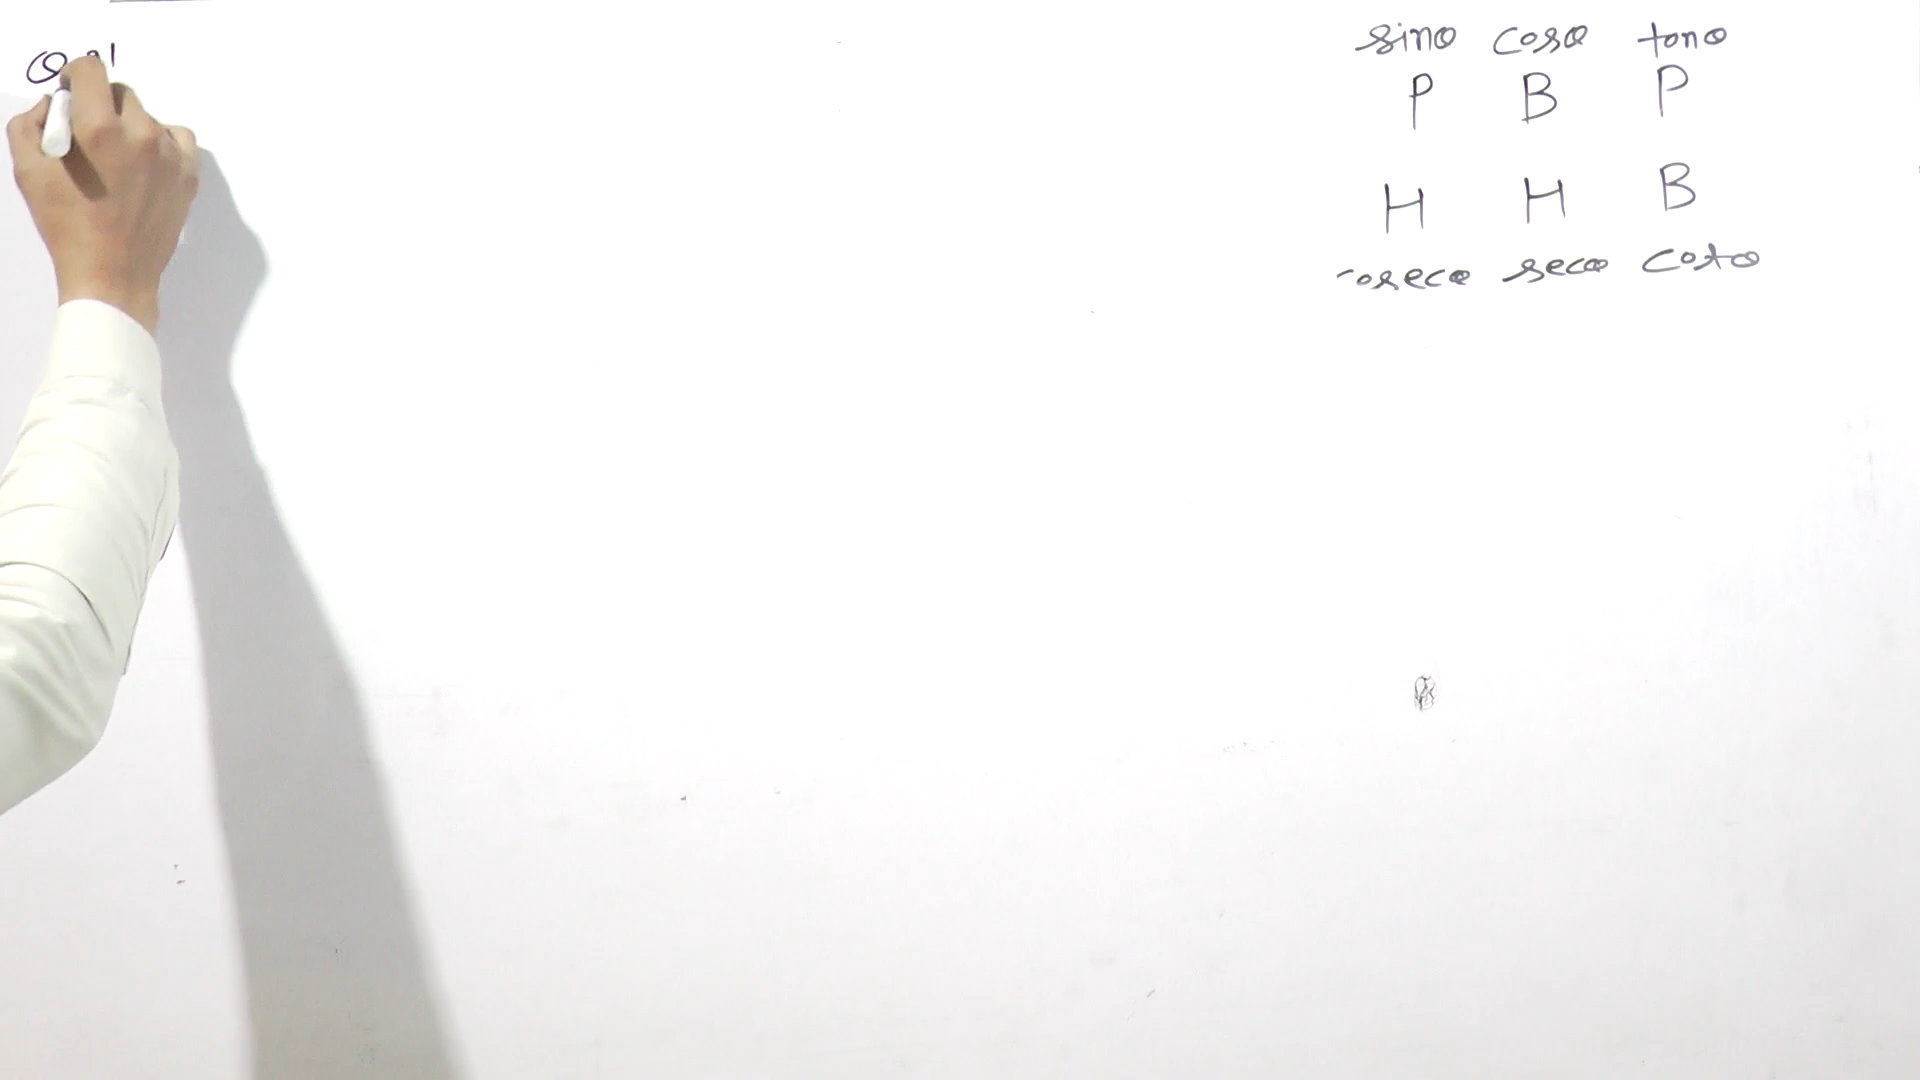 sinθ cosθ tanθ
P B P
H H B
cosecθ secθ cotθ